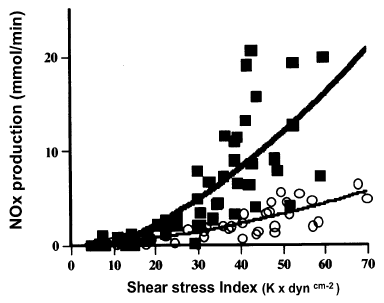 NOx production (mmol/min)
20
10
0
0 10 20 30 40 50 60 70
Shear stress Index (K x dyn cm-2)